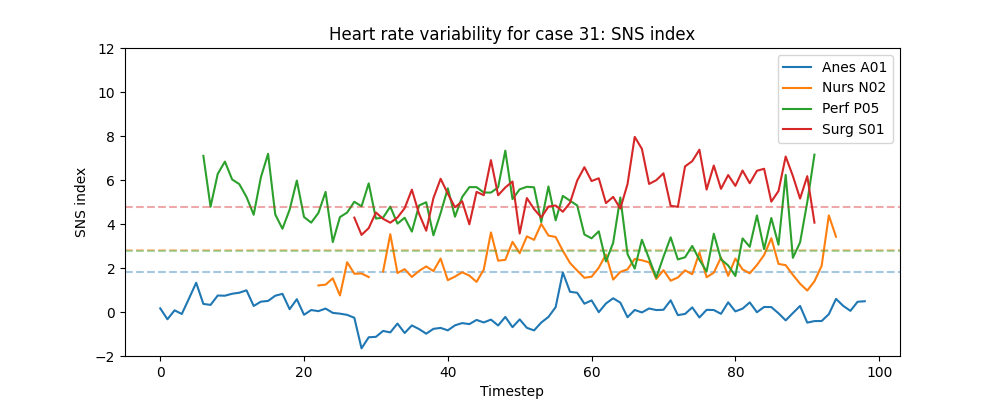 Heart rate variability for case 31: SNS index
12
10
8
6
4
2
0
−2
SNS index
Anes A01
Nurs N02
Perf P05
Surg S01
0 20 40 60 80 100
Timestep